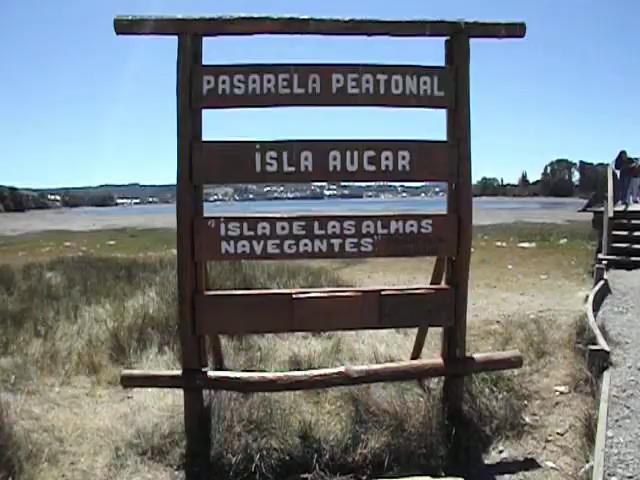 PASARELA PEATONAL
ISLA AUCAR
"ISLA DE LAS ALMAS
NAVEGANTES"